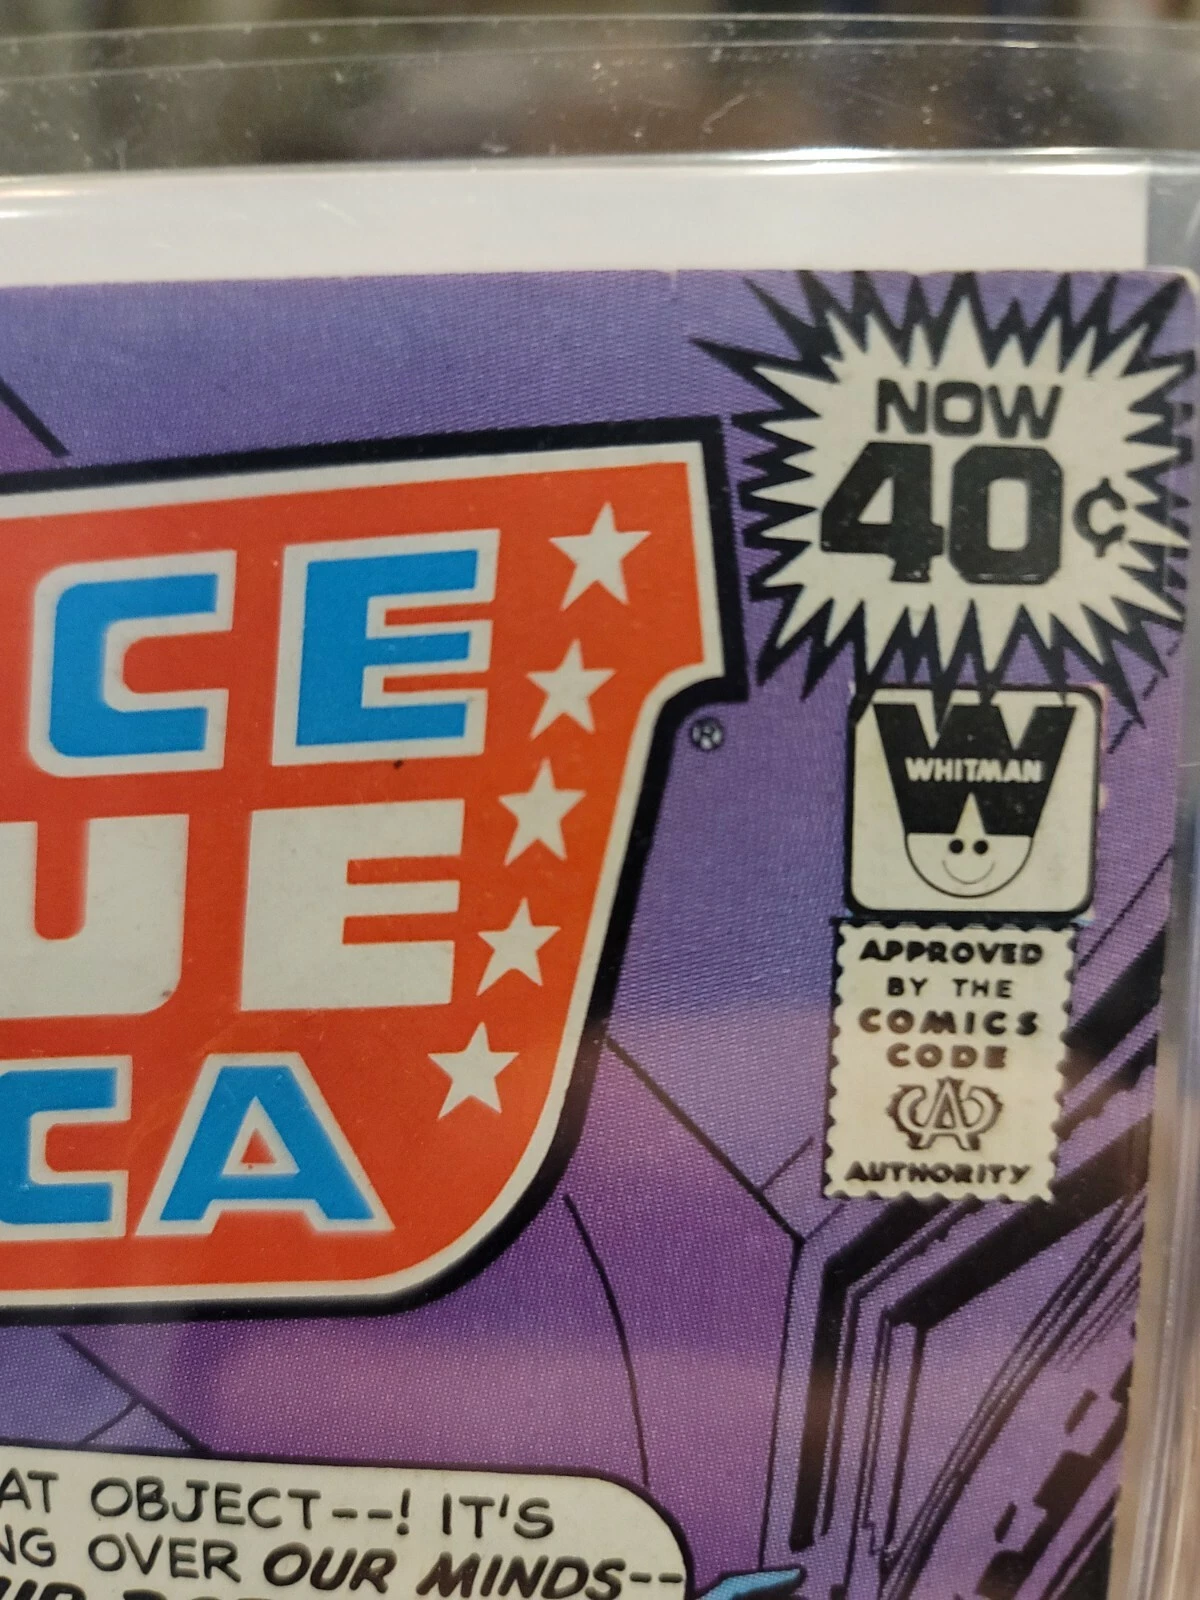 NOW
40¢
CE
®
WHITMAN
UE
APPROVED
BY THE
COMICS
CODE
CA
AUTHORITY
AT OBJECT--! IT'S
NG OVER OUR MINDS--